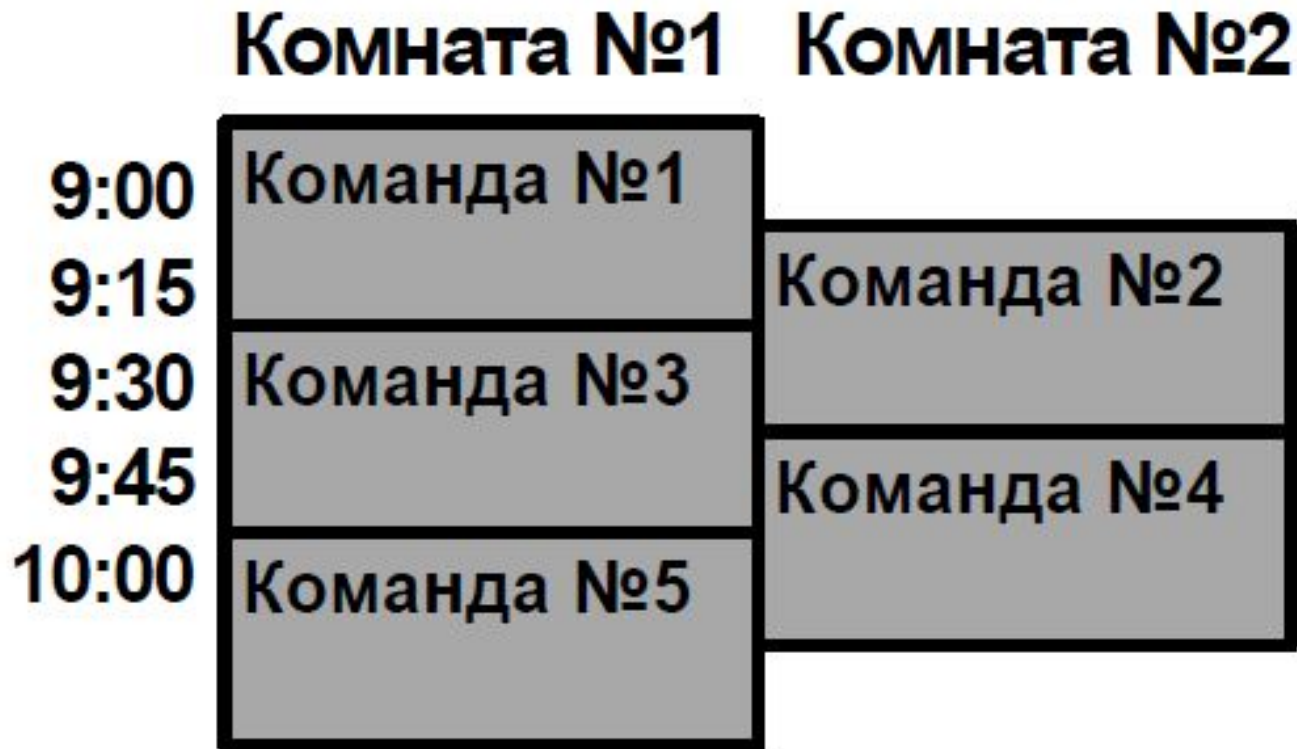 Комната №1 Комната №2
9:00 Команда №1
9:15 Команда №2
9:30 Команда №3
9:45 Команда №4
10:00 Команда №5